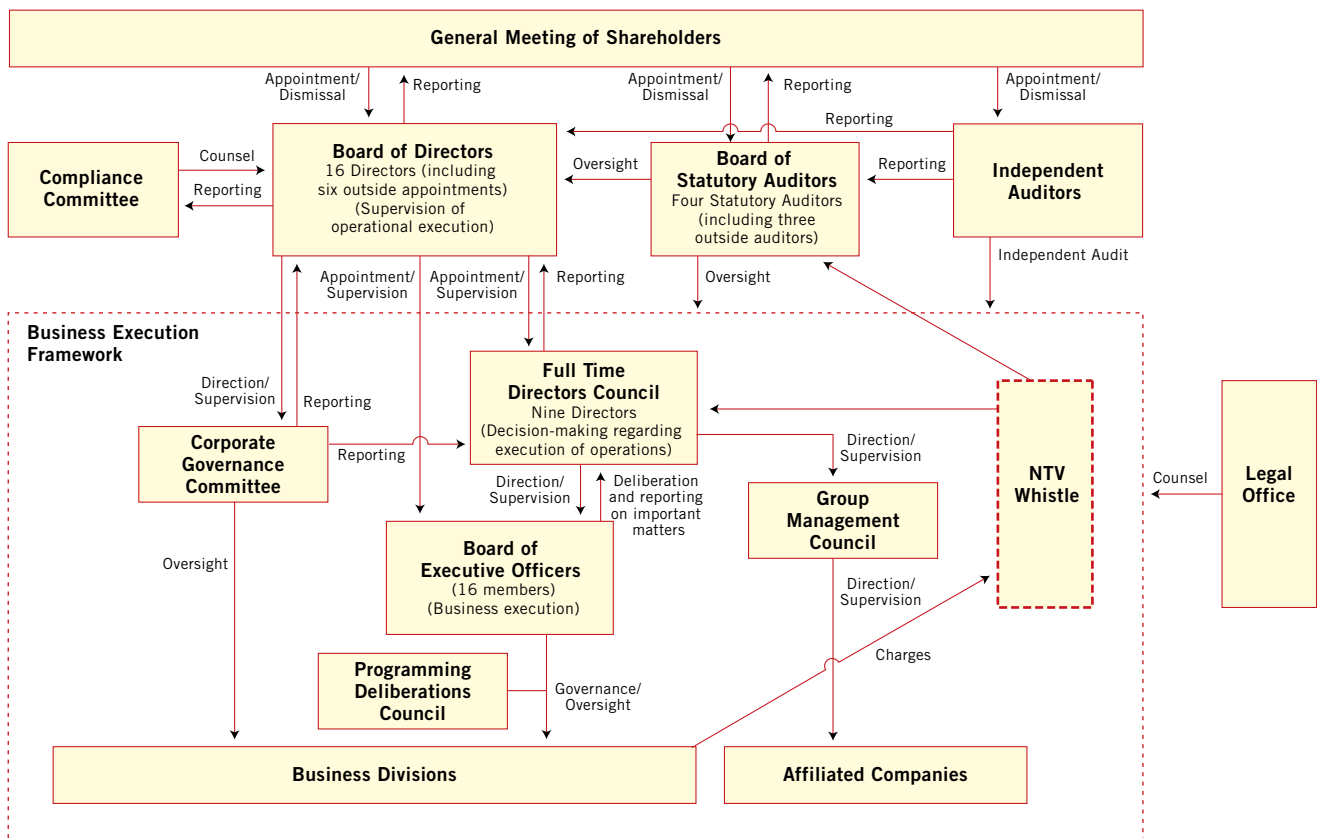 General Meeting of Shareholders
Appointment/
Dismissal
Reporting
Appointment/
Dismissal
Reporting
Appointment/
Dismissal
Reporting
Compliance
Committee
Counsel
Reporting
Board of Directors
16 Directors (including
six outside appointments)
(Supervision of
operational execution)
Oversight
Board of
Statutory Auditors
Four Statutory Auditors
(including three
outside auditors)
Reporting
Independent
Auditors
Appointment/
Supervision
Appointment/
Supervision
Reporting
Oversight
Independent Audit
Business Execution
Framework
Direction/
Supervision
Reporting
Full Time
Directors Council
Nine Directors
(Decision-making regarding
execution of operations)
Corporate
Governance
Committee
Reporting
Direction/
Supervision
NTV
Whistle
Counsel
Legal
Office
Direction/
Supervision
Deliberation
and reporting
on important
matters
Group
Management
Council
Oversight
Board of
Executive Officers
(16 members)
(Business execution)
Direction/
Supervision
Charges
Programming
Deliberations
Council
Governance/
Oversight
Business Divisions
Affiliated Companies